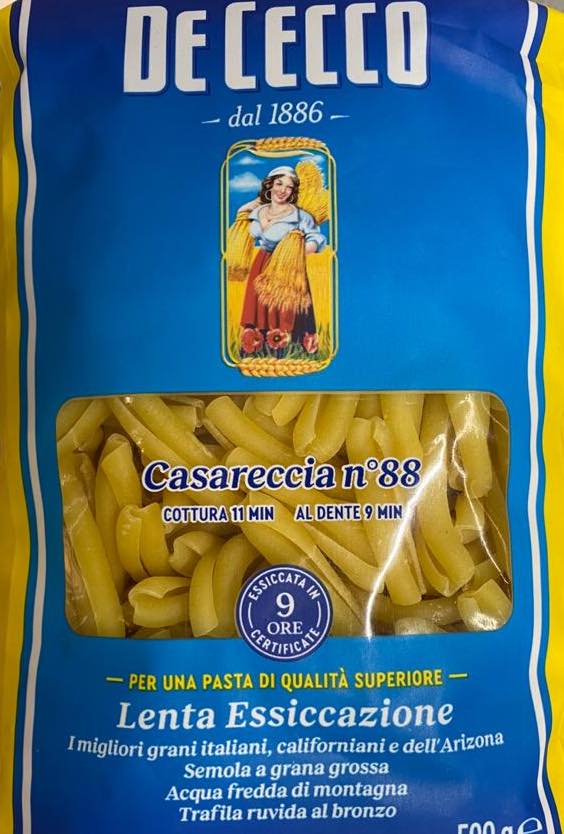 DE CECCO
dal 1886
Casareccia n°88
COTTURA 11 MIN AL DENTE 9 MIN
ESSICCATA IN
9
ORE
CERTIFICATE
PER UNA PASTA DI QUALITÀ SUPERIORE
Lenta Essiccazione
I migliori grani italiani, californiani e dell'Arizona
Semola a grana grossa
Acqua fredda di montagna
Trafila ruvida al bronzo
500 g e